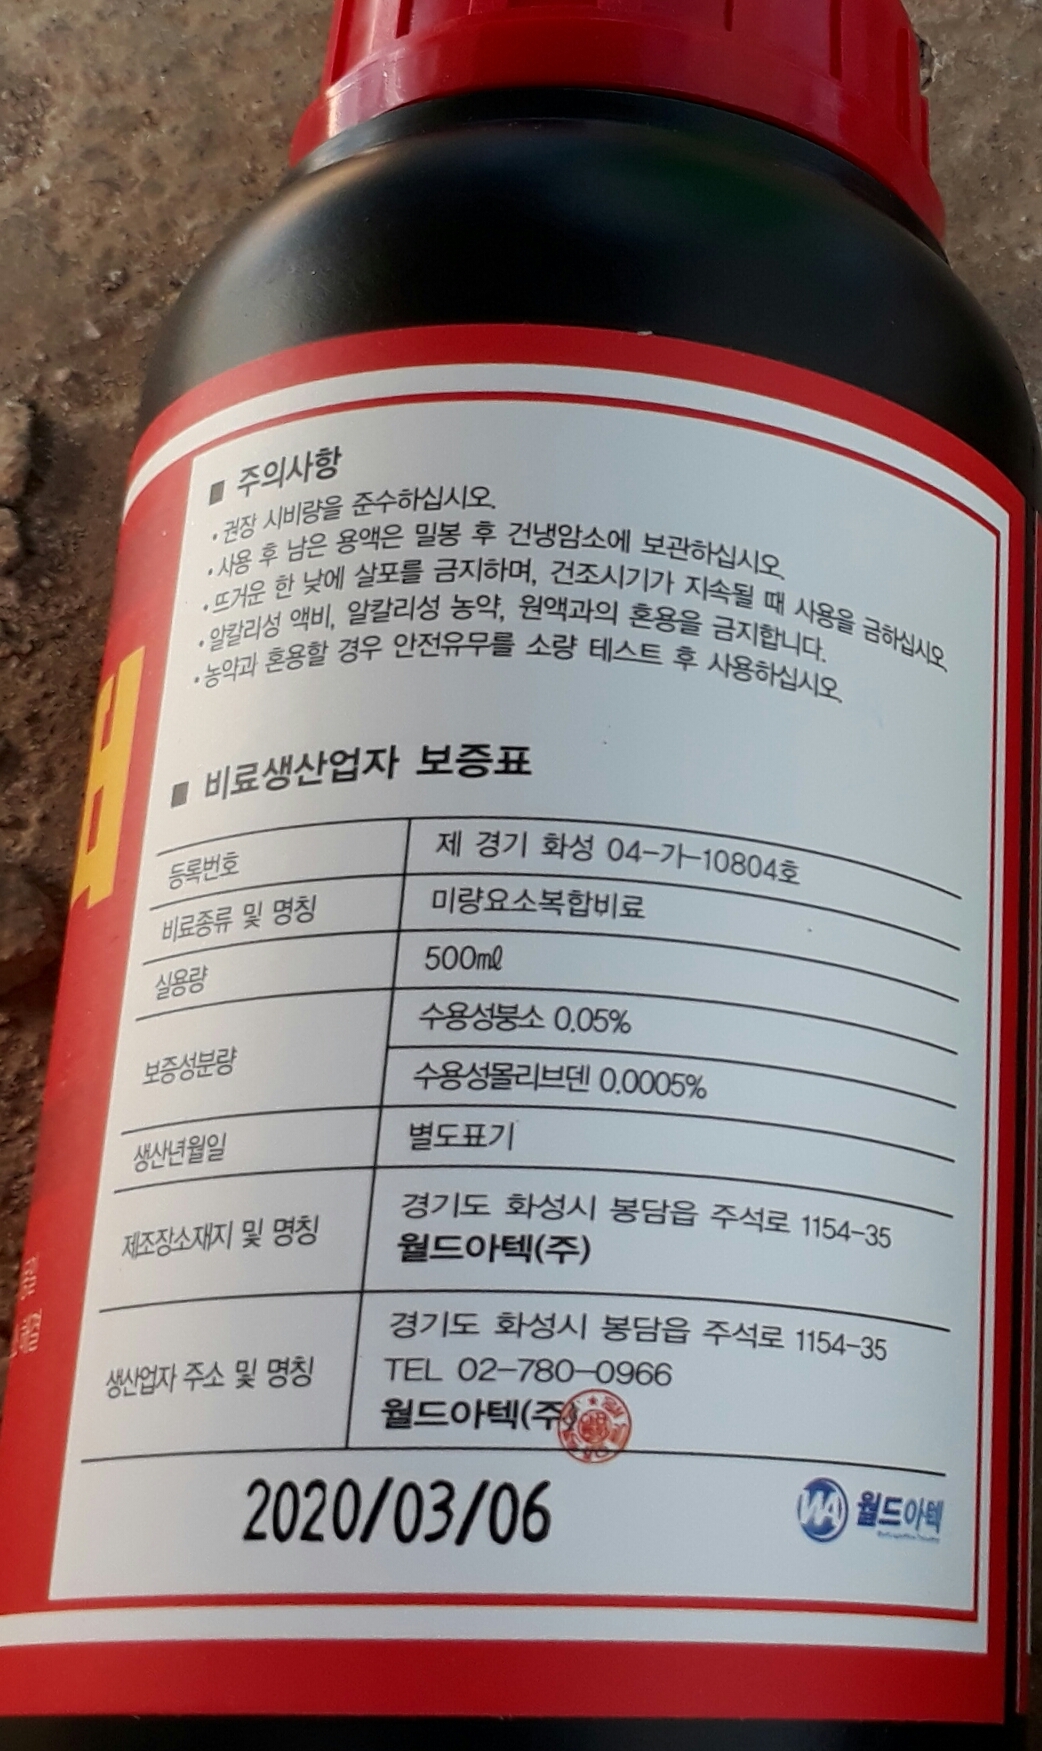 ■ 주의사항
• 권장 시비량을 준수하십시오.
• 사용 후 남은 용액은 밀봉 후 건냉암소에 보관하십시오.
• 뜨거운 한 낮에 살포를 금지하며, 건조시기가 지속될 때 사용을 금하십시오.
• 알칼리성 액비, 알칼리성 농약, 원액과의 혼용을 금지합니다.
• 농약과 혼용할 경우 안전유무를 소량 테스트 후 사용하십시오.
■ 비료생산업자 보증표
등록번호 제 경기 화성 04-가-10804호
비료종류 및 명칭 미량요소복합비료
실용량 500㎖
보증성분량 수용성붕소 0.05%
수용성몰리브덴 0.0005%
생산년월일 별도표기
제조장소재지 및 명칭 경기도 화성시 봉담읍 주석로 1154-35
월드아텍(주)
생산업자 주소 및 명칭 경기도 화성시 봉담읍 주석로 1154-35
TEL 02-780-0966
월드아텍(주)
2020/03/06
WA 월드아텍